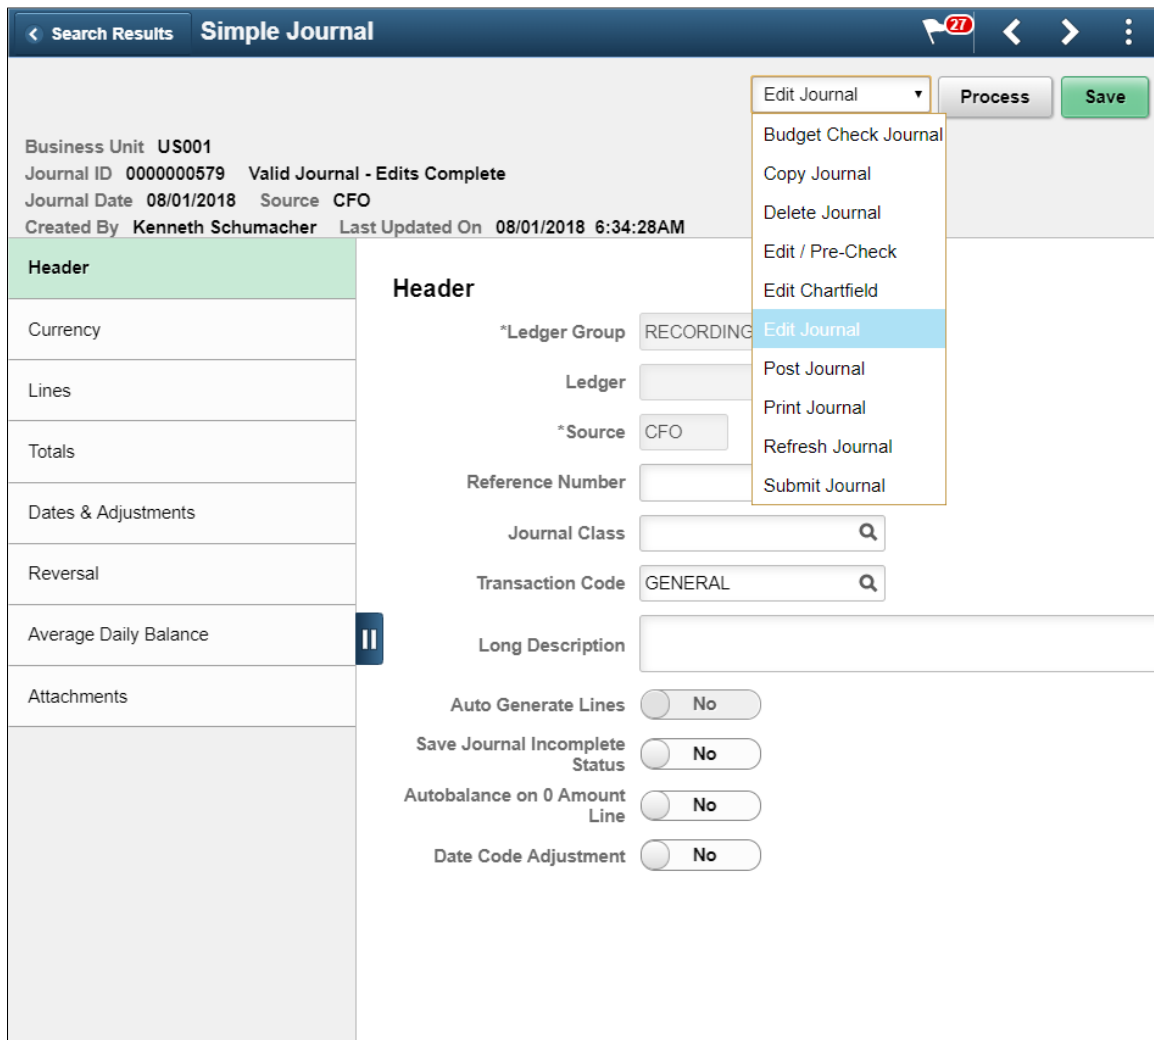 Search Results Simple Journal 27
Edit Journal Process Save
Budget Check Journal
Copy Journal
Delete Journal
Edit / Pre-Check
Edit Chartfield
Edit Journal
Post Journal
Print Journal
Refresh Journal
Submit Journal
Business Unit US001
Journal ID 0000000579 Valid Journal - Edits Complete
Journal Date 08/01/2018 Source CFO
Created By Kenneth Schumacher Last Updated On 08/01/2018 6:34:28AM
Header
Currency
Lines
Totals
Dates & Adjustments
Reversal
Average Daily Balance
Attachments
Header
*Ledger Group RECORDING
Ledger
*Source CFO
Reference Number
Journal Class
Transaction Code GENERAL
Long Description
Auto Generate Lines No
Save Journal Incomplete
Status No
Autobalance on 0 Amount
Line No
Date Code Adjustment No